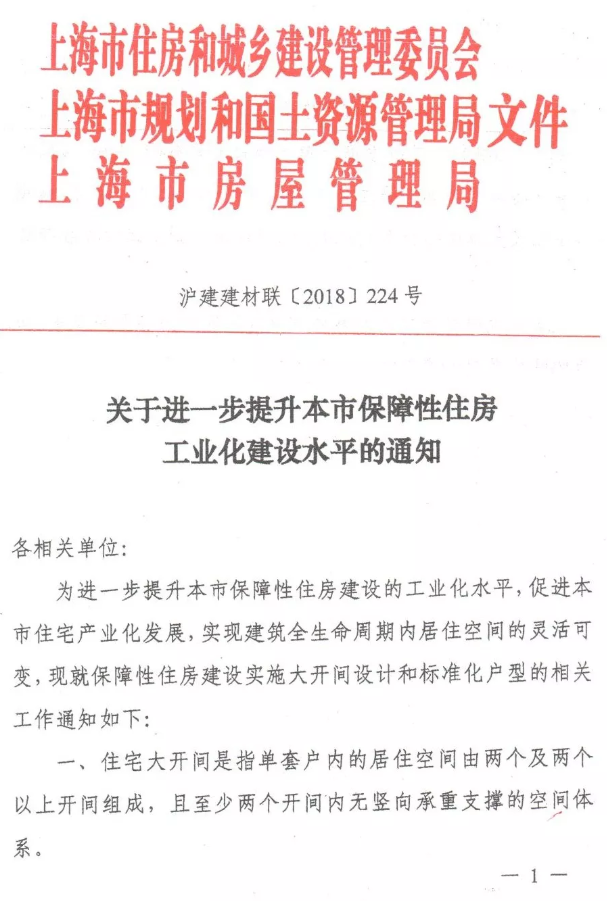 上海市住房和城乡建设管理委员会
上海市规划和国土资源管理局文件
上海市房屋管理局
沪建建材联〔2018〕224号
关于进一步提升本市保障性住房
工业化建设水平的通知
各相关单位：
为进一步提升本市保障性住房建设的工业化水平，促进本
市住宅产业化发展，实现建筑全生命周期内居住空间的灵活可
变，现就保障性住房建设实施大开间设计和标准化户型的相关
工作通知如下：
一、住宅大开间是指单套户内的居住空间由两个及两个
以上开间组成，且至少两个开间内无竖向承重支撑的空间体
系。
— 1 —